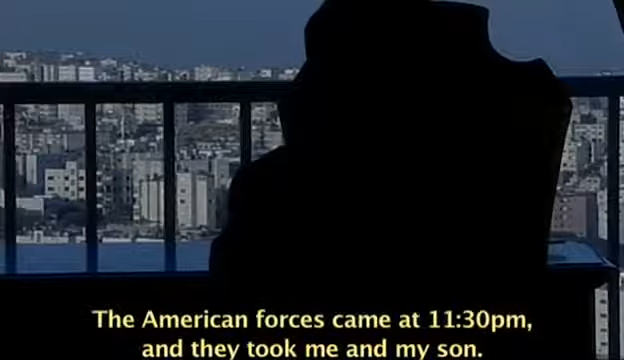 The American forces came at 11:30pm,
and they took me and my son.